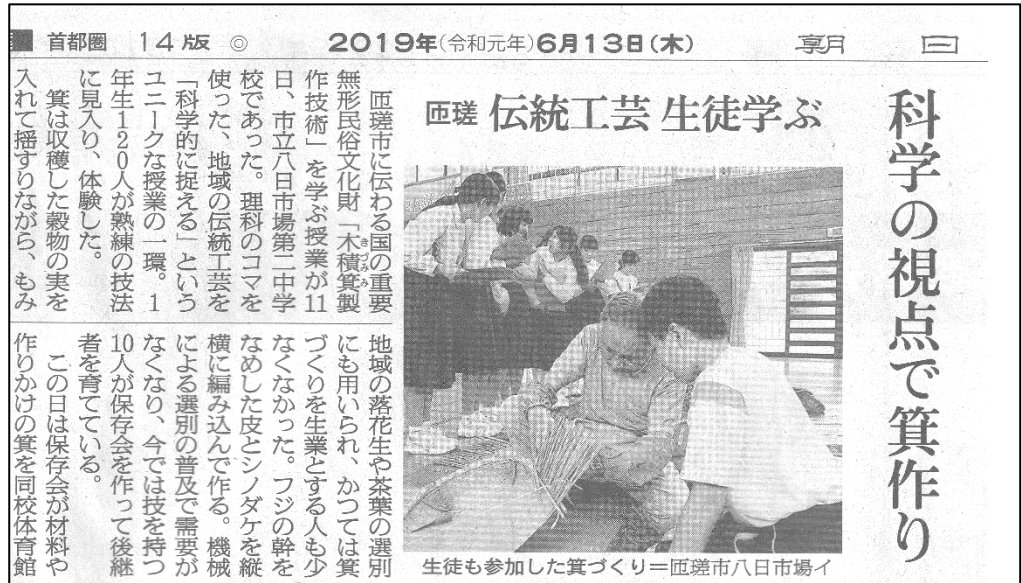 首都圏 14版 ◎ 2019年(令和元年)6月13日(木) 朝日
科学の視点で箕作り
匝瑳 伝統工芸 生徒学ぶ
匝瑳市に伝わる国の重要
無形民俗文化財「木積箕製
きづみみ
作技術」を学ぶ授業が11
日、市立八日市場第二中学
校であった。理科のコマを
使った、地域の伝統工芸を
「科学的に捉える」という
ユニークな授業の一環。1
年生120人が熟練の技法
に見入り、体験した。
箕は収穫した穀物の実を
入れて揺すりながら、もみ
地域の落花生や茶葉の選別
にも用いられ、かつては箕
づくりを生業とする人も少
なくなかった。フジの幹を
なめした皮とシノダケを縦
横に編み込んで作る。機械
による選別の普及で需要が
なくなり、今では技を持つ
10人が保存会を作って後継
者を育てている。
この日は保存会が材料や
作りかけの箕を同校体育館
生徒も参加した箕づくり=匝瑳市八日市場イ